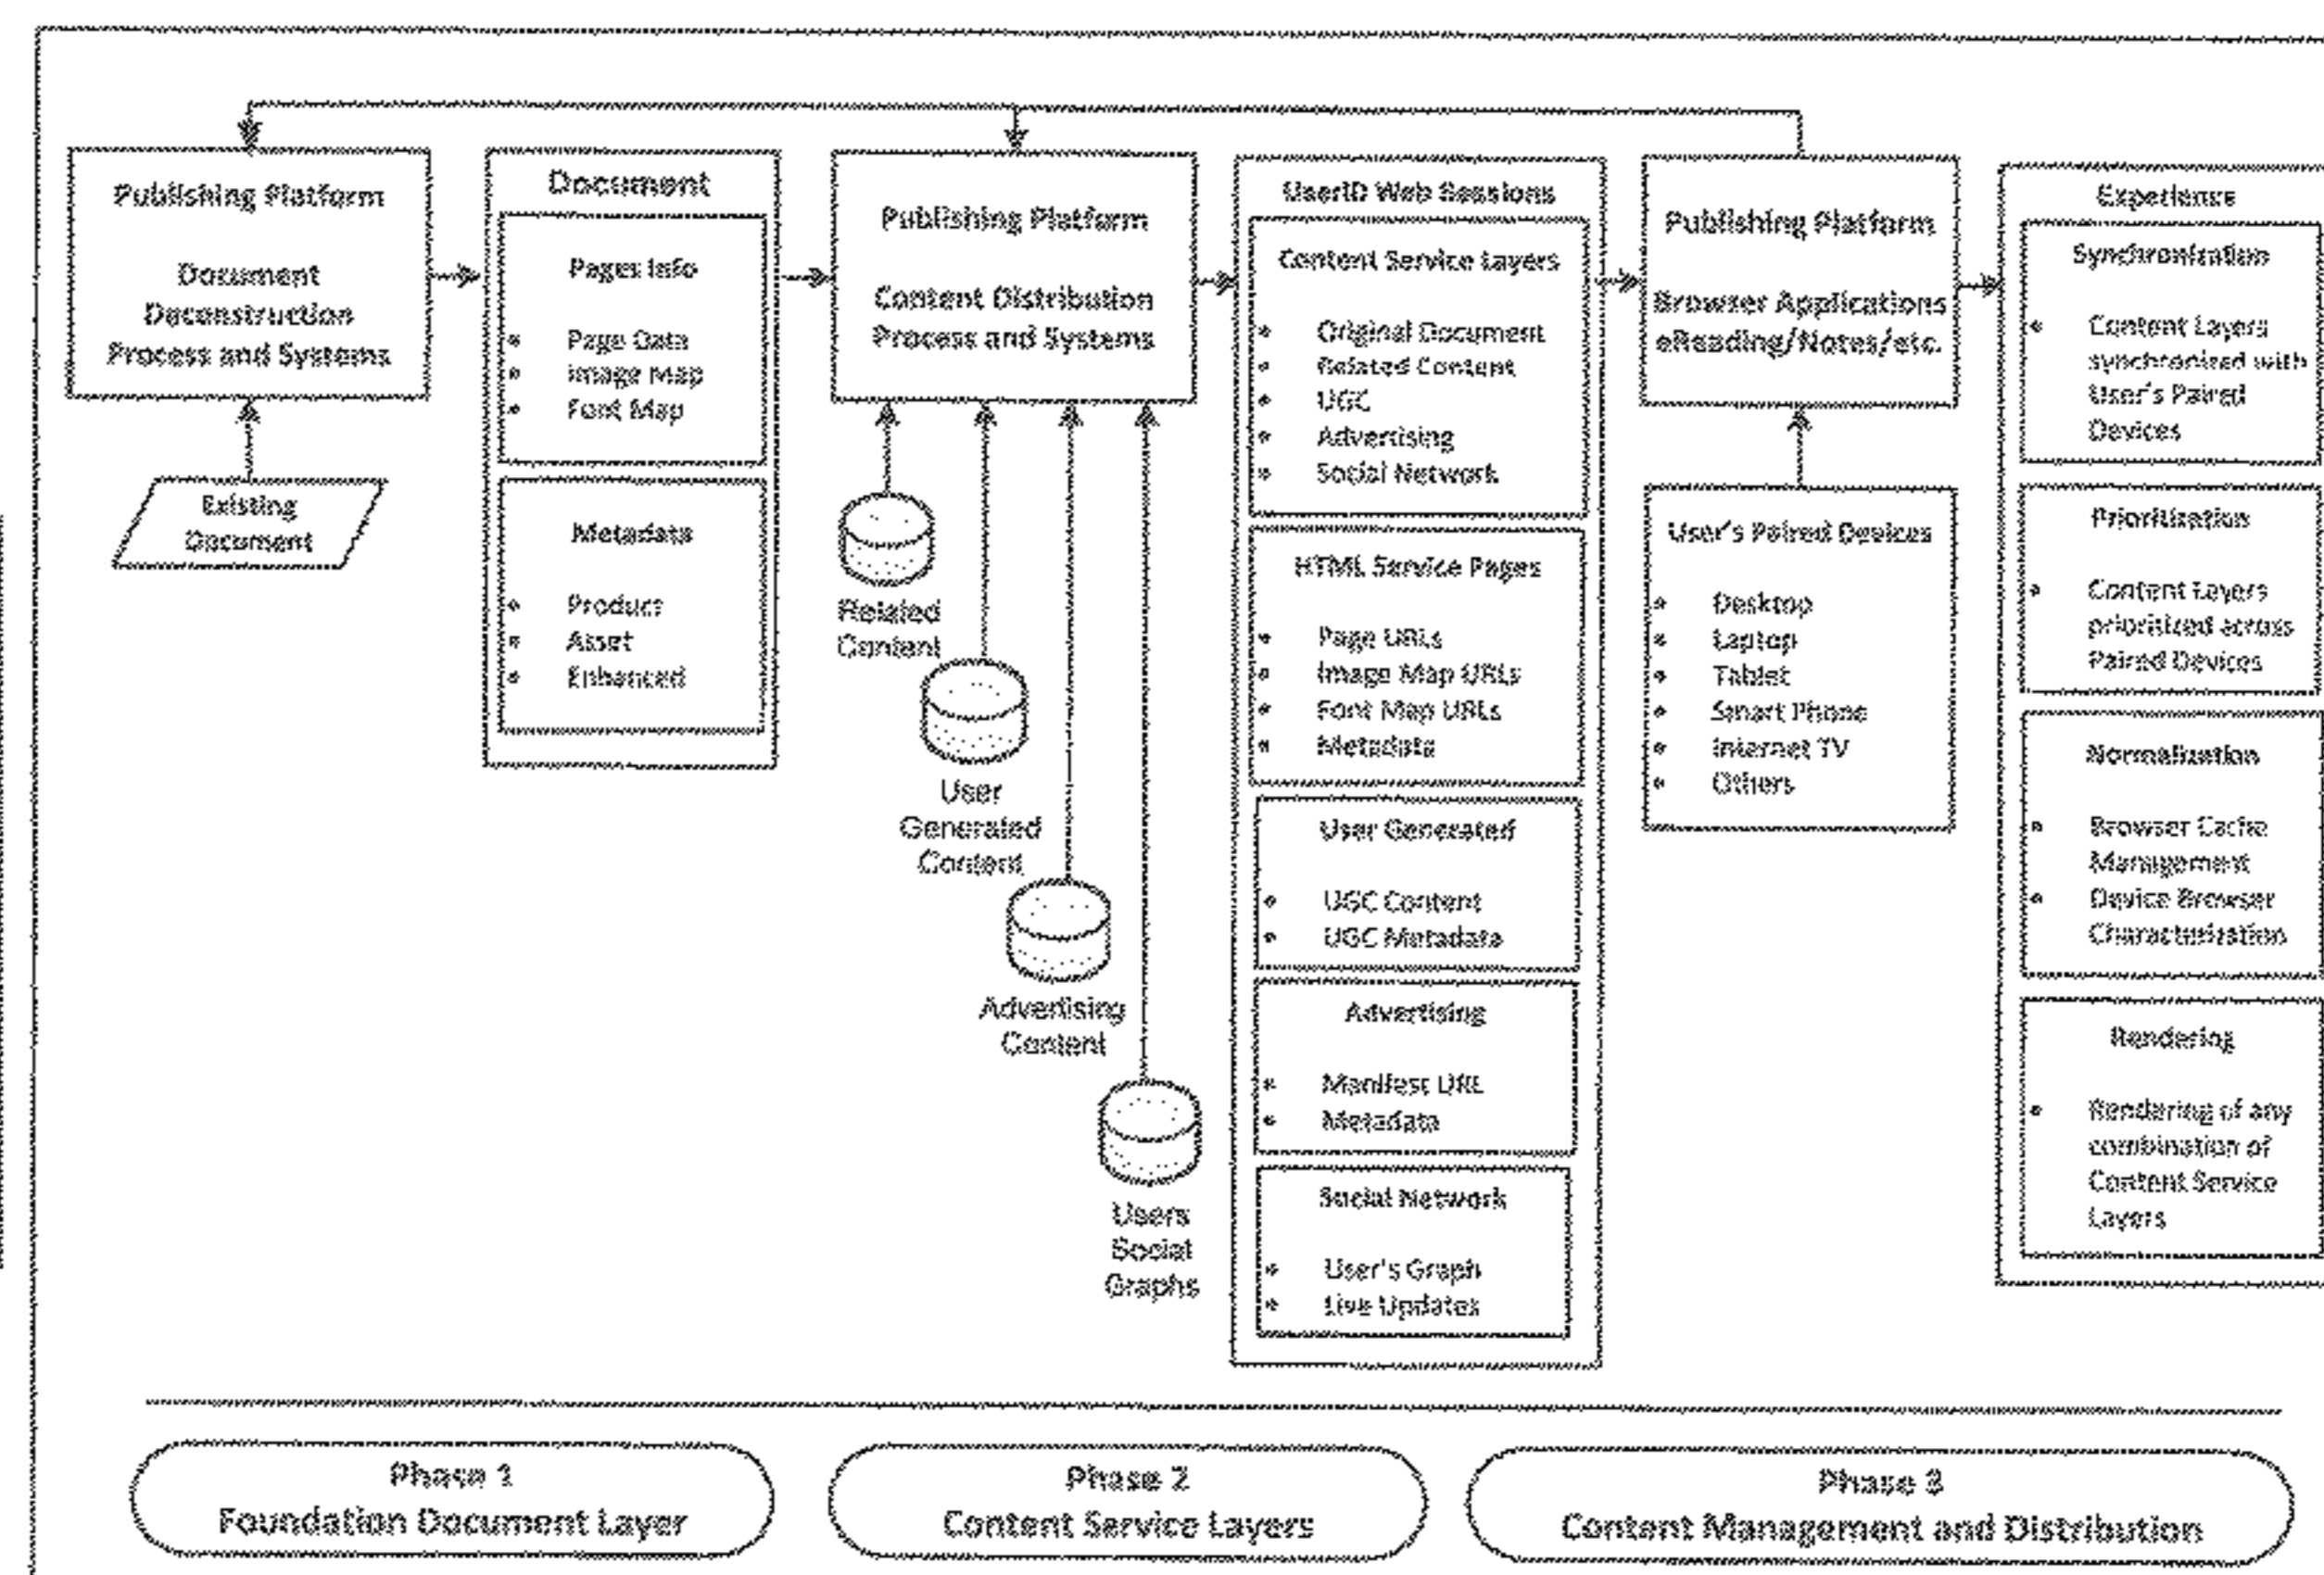 Publishing Platform
Document
Deconstruction
Process and Systems
Existing
Document
Document
Pages Info
• Page Data
• Image Map
• Font Map
Metadata
• Product
• Asset
• Enhanced
Publishing Platform
Content Distribution
Process and Systems
Related
Content
User
Generated
Content
Advertising
Content
Users
Social
Graphs
UserID Web Sessions
Content Service Layers
• Original Document
• Related Content
• UGC
• Advertising
• Social Network
HTML Service Pages
• Page URLs
• Image Map URLs
• Font Map URLs
• Metadata
User Generated
• UGC Content
• UGC Metadata
Advertising
• Manifest URL
• Metadata
Social Network
• User's Graph
• Live Updates
Publishing Platform
Browser Applications
eReading/Notes/etc.
User's Paired Devices
• Desktop
• Laptop
• Tablet
• Smart Phone
• Internet TV
• Others
Experience
Synchronization
• Content Layers
synchronized with
User's Paired
Devices
Prioritization
• Content Layers
prioritized across
Paired Devices
Normalization
• Browser Cache
Management
• Device Browser
Characterization
Rendering
• Rendering of any
combination of
Content Service
Layers
Phase 1
Foundation Document Layer
Phase 2
Content Service Layers
Phase 3
Content Management and Distribution